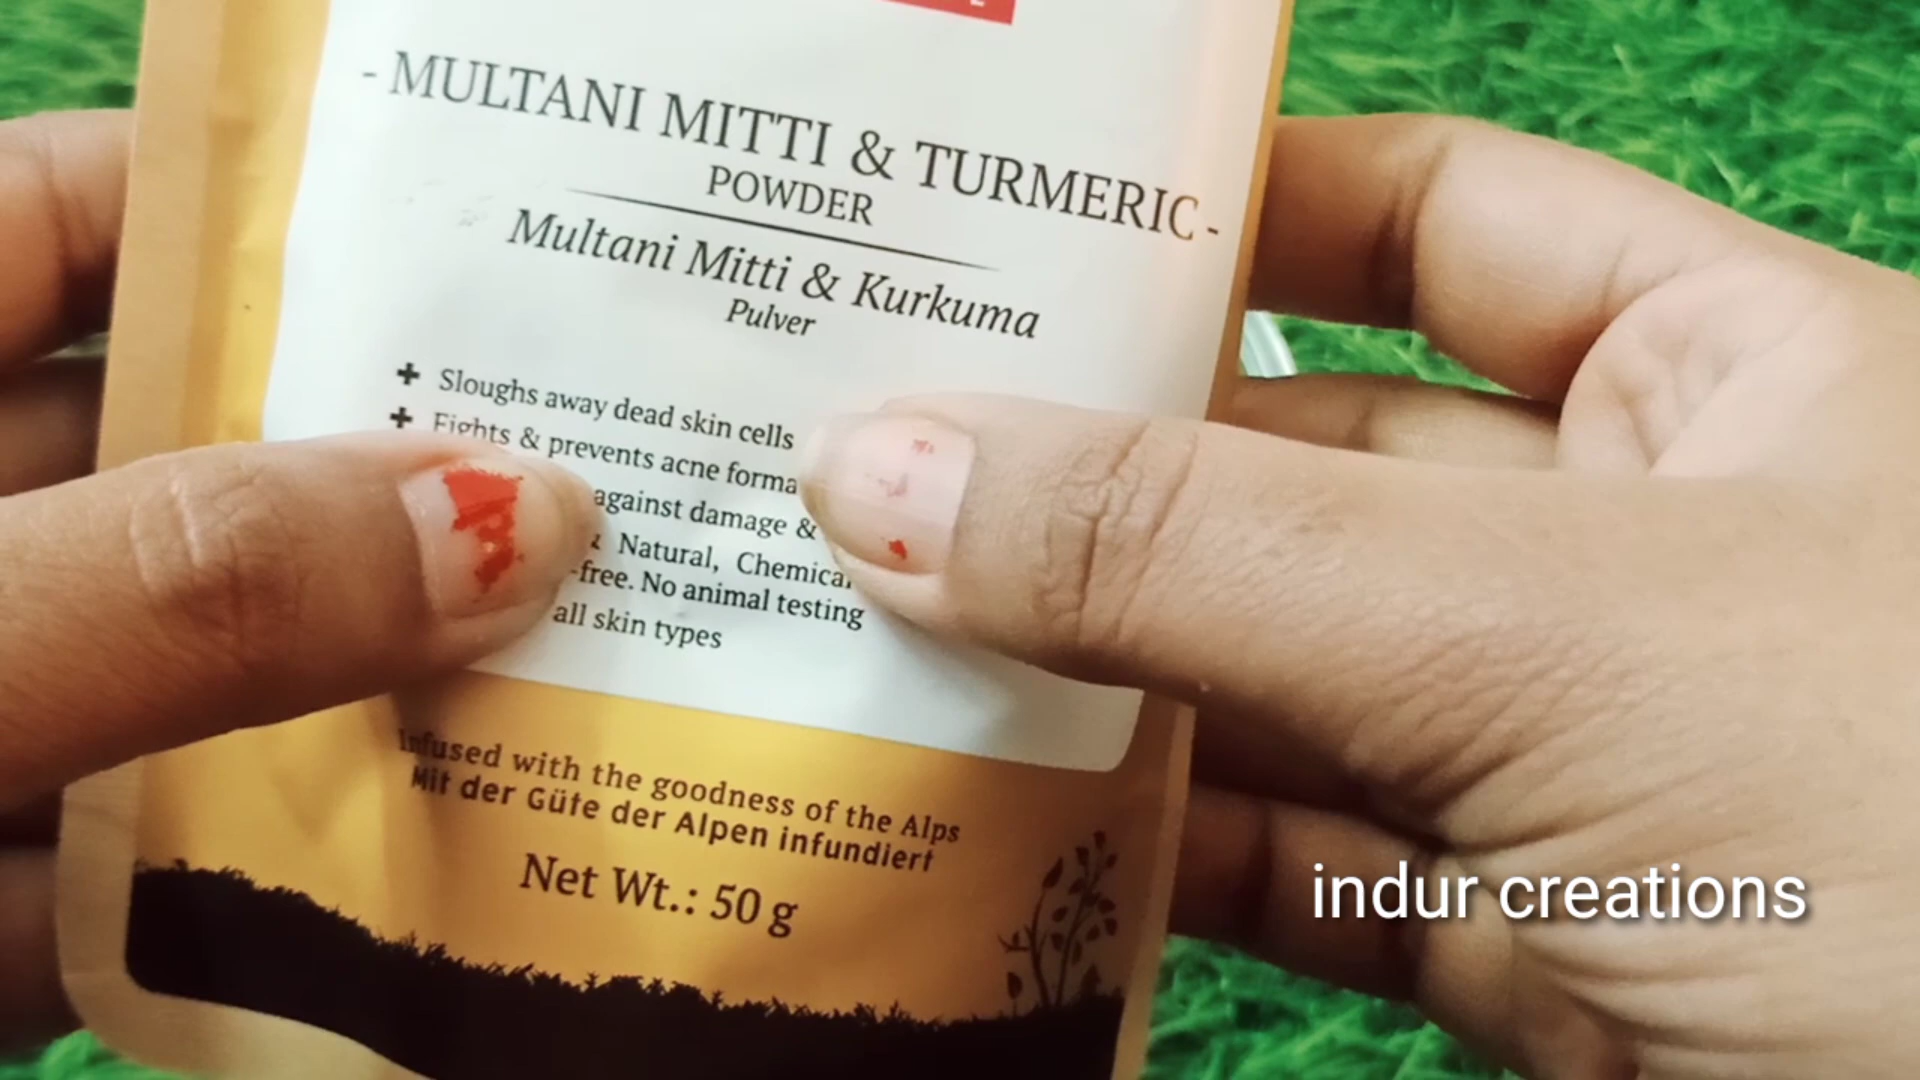 - MULTANI MITTI & TURMERIC -
POWDER
Multani Mitti & Kurkuma
Pulver
Sloughs away dead skin cells
Fights & prevents acne forma
against damage &
Natural, Chemical
-free. No animal testing
all skin types
Infused with the goodness of the Alps
Mit der Güte der Alpen infundiert
Net Wt.: 50 g
indur creations